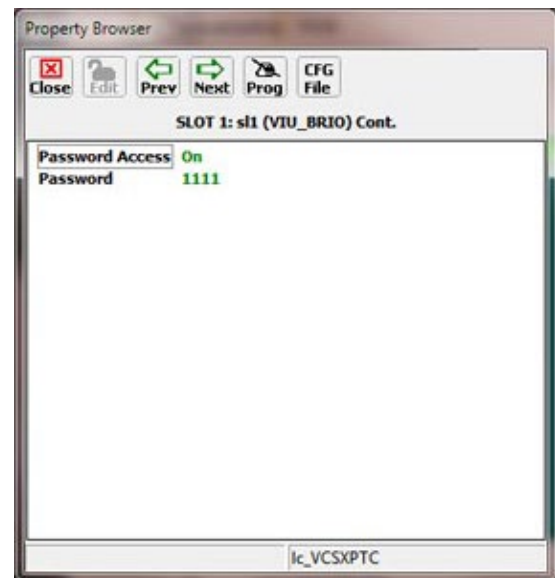 Property Browser
Close Edit Prev Next Prog CFG File
SLOT 1: sl1 (VIU_BRIO) Cont.
Password Access On
Password 1111
lc_VCSXPTC